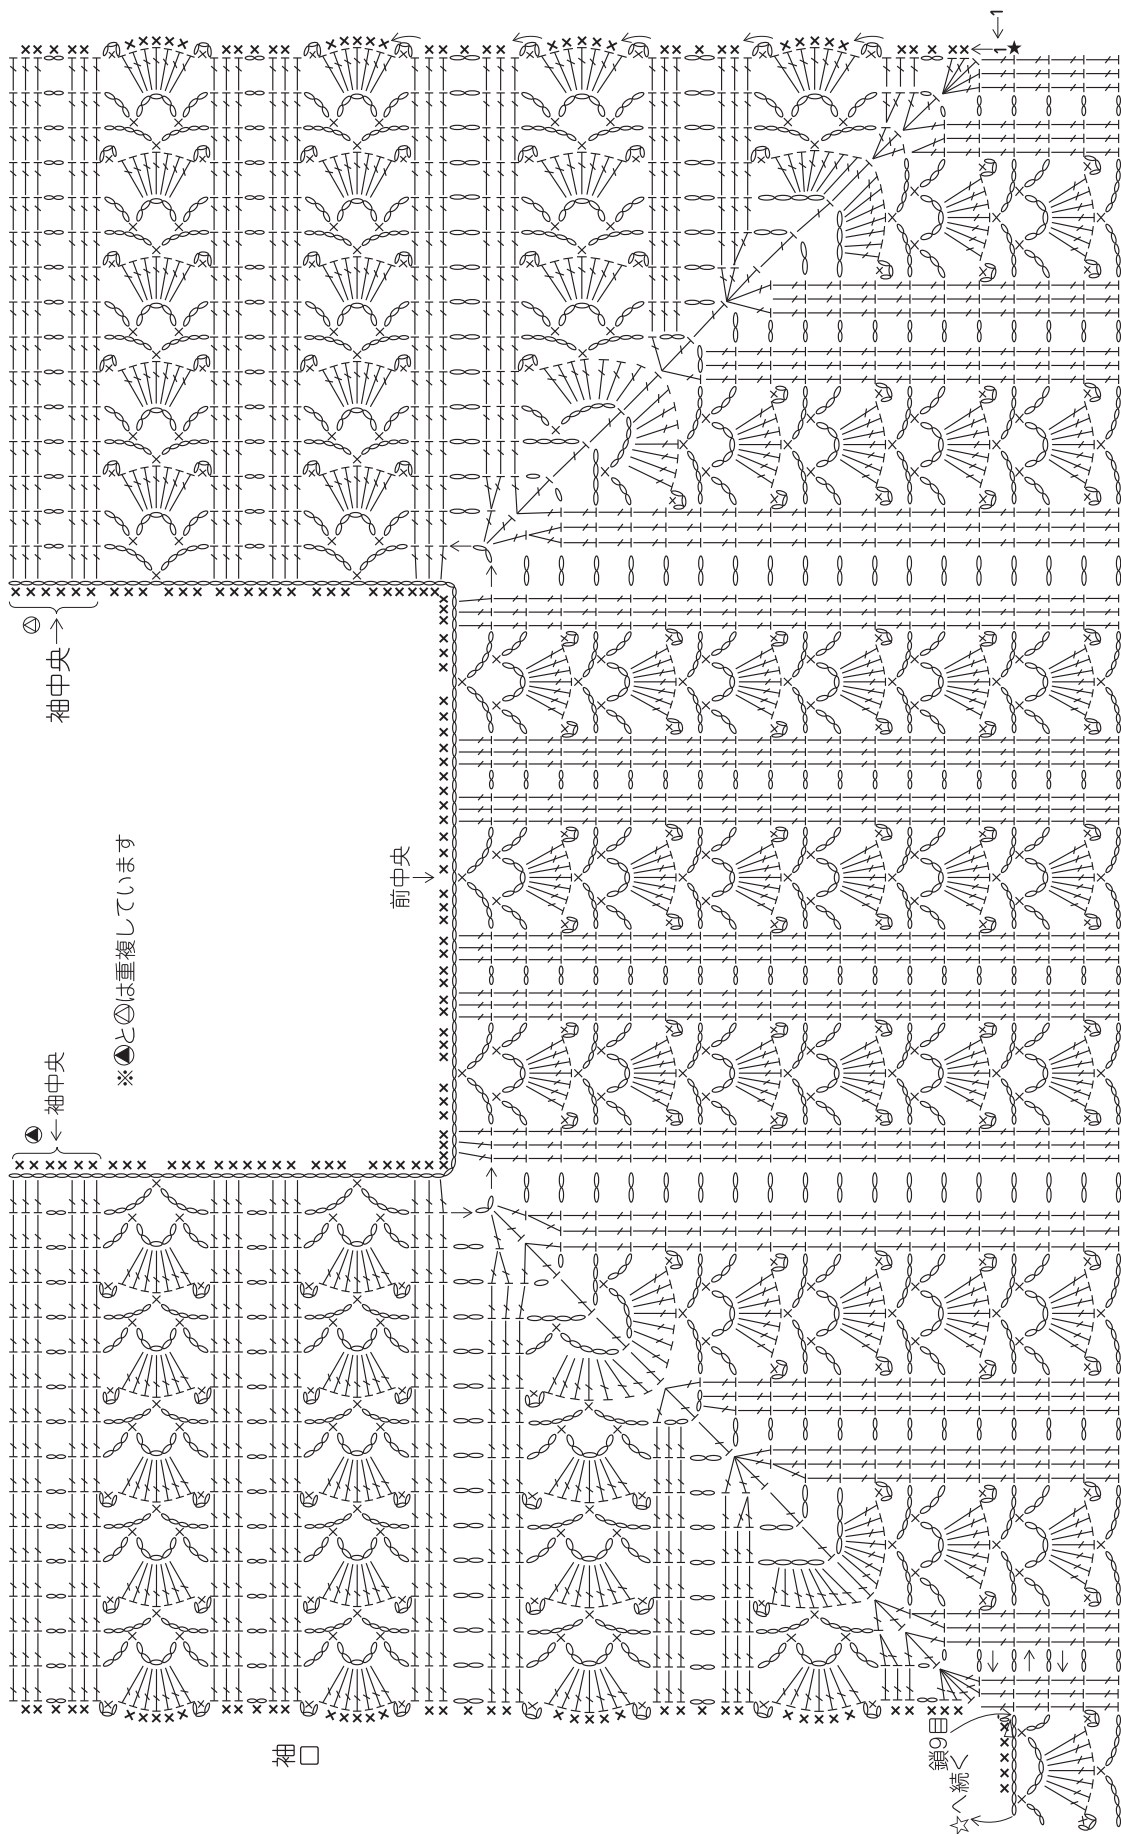 袖中央
※▲と△は重複しています
前中央
袖中央
袖口
鎖9目
☆へ続く
1
1
★